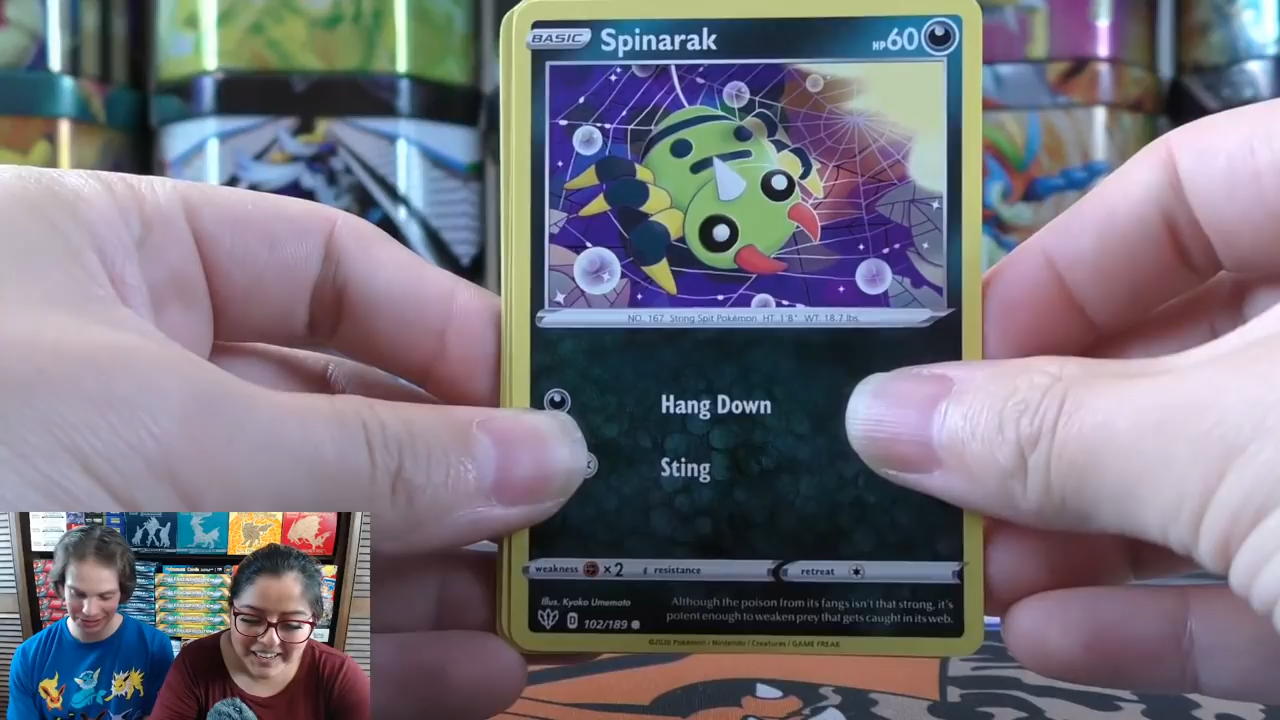 BASIC Spinarak HP60
NO. 167 String Spit Pokémon HT. 1'8" WT. 18.7 lbs.
Hang Down
Sting
weakness ×2 resistance retreat
Illus. Kyoko Umemoto
Although the poison from its fangs isn't that strong, it's
potent enough to weaken prey that gets caught in its web.
D 102/189
©2020 Pokémon / Nintendo / Creatures / GAME FREAK